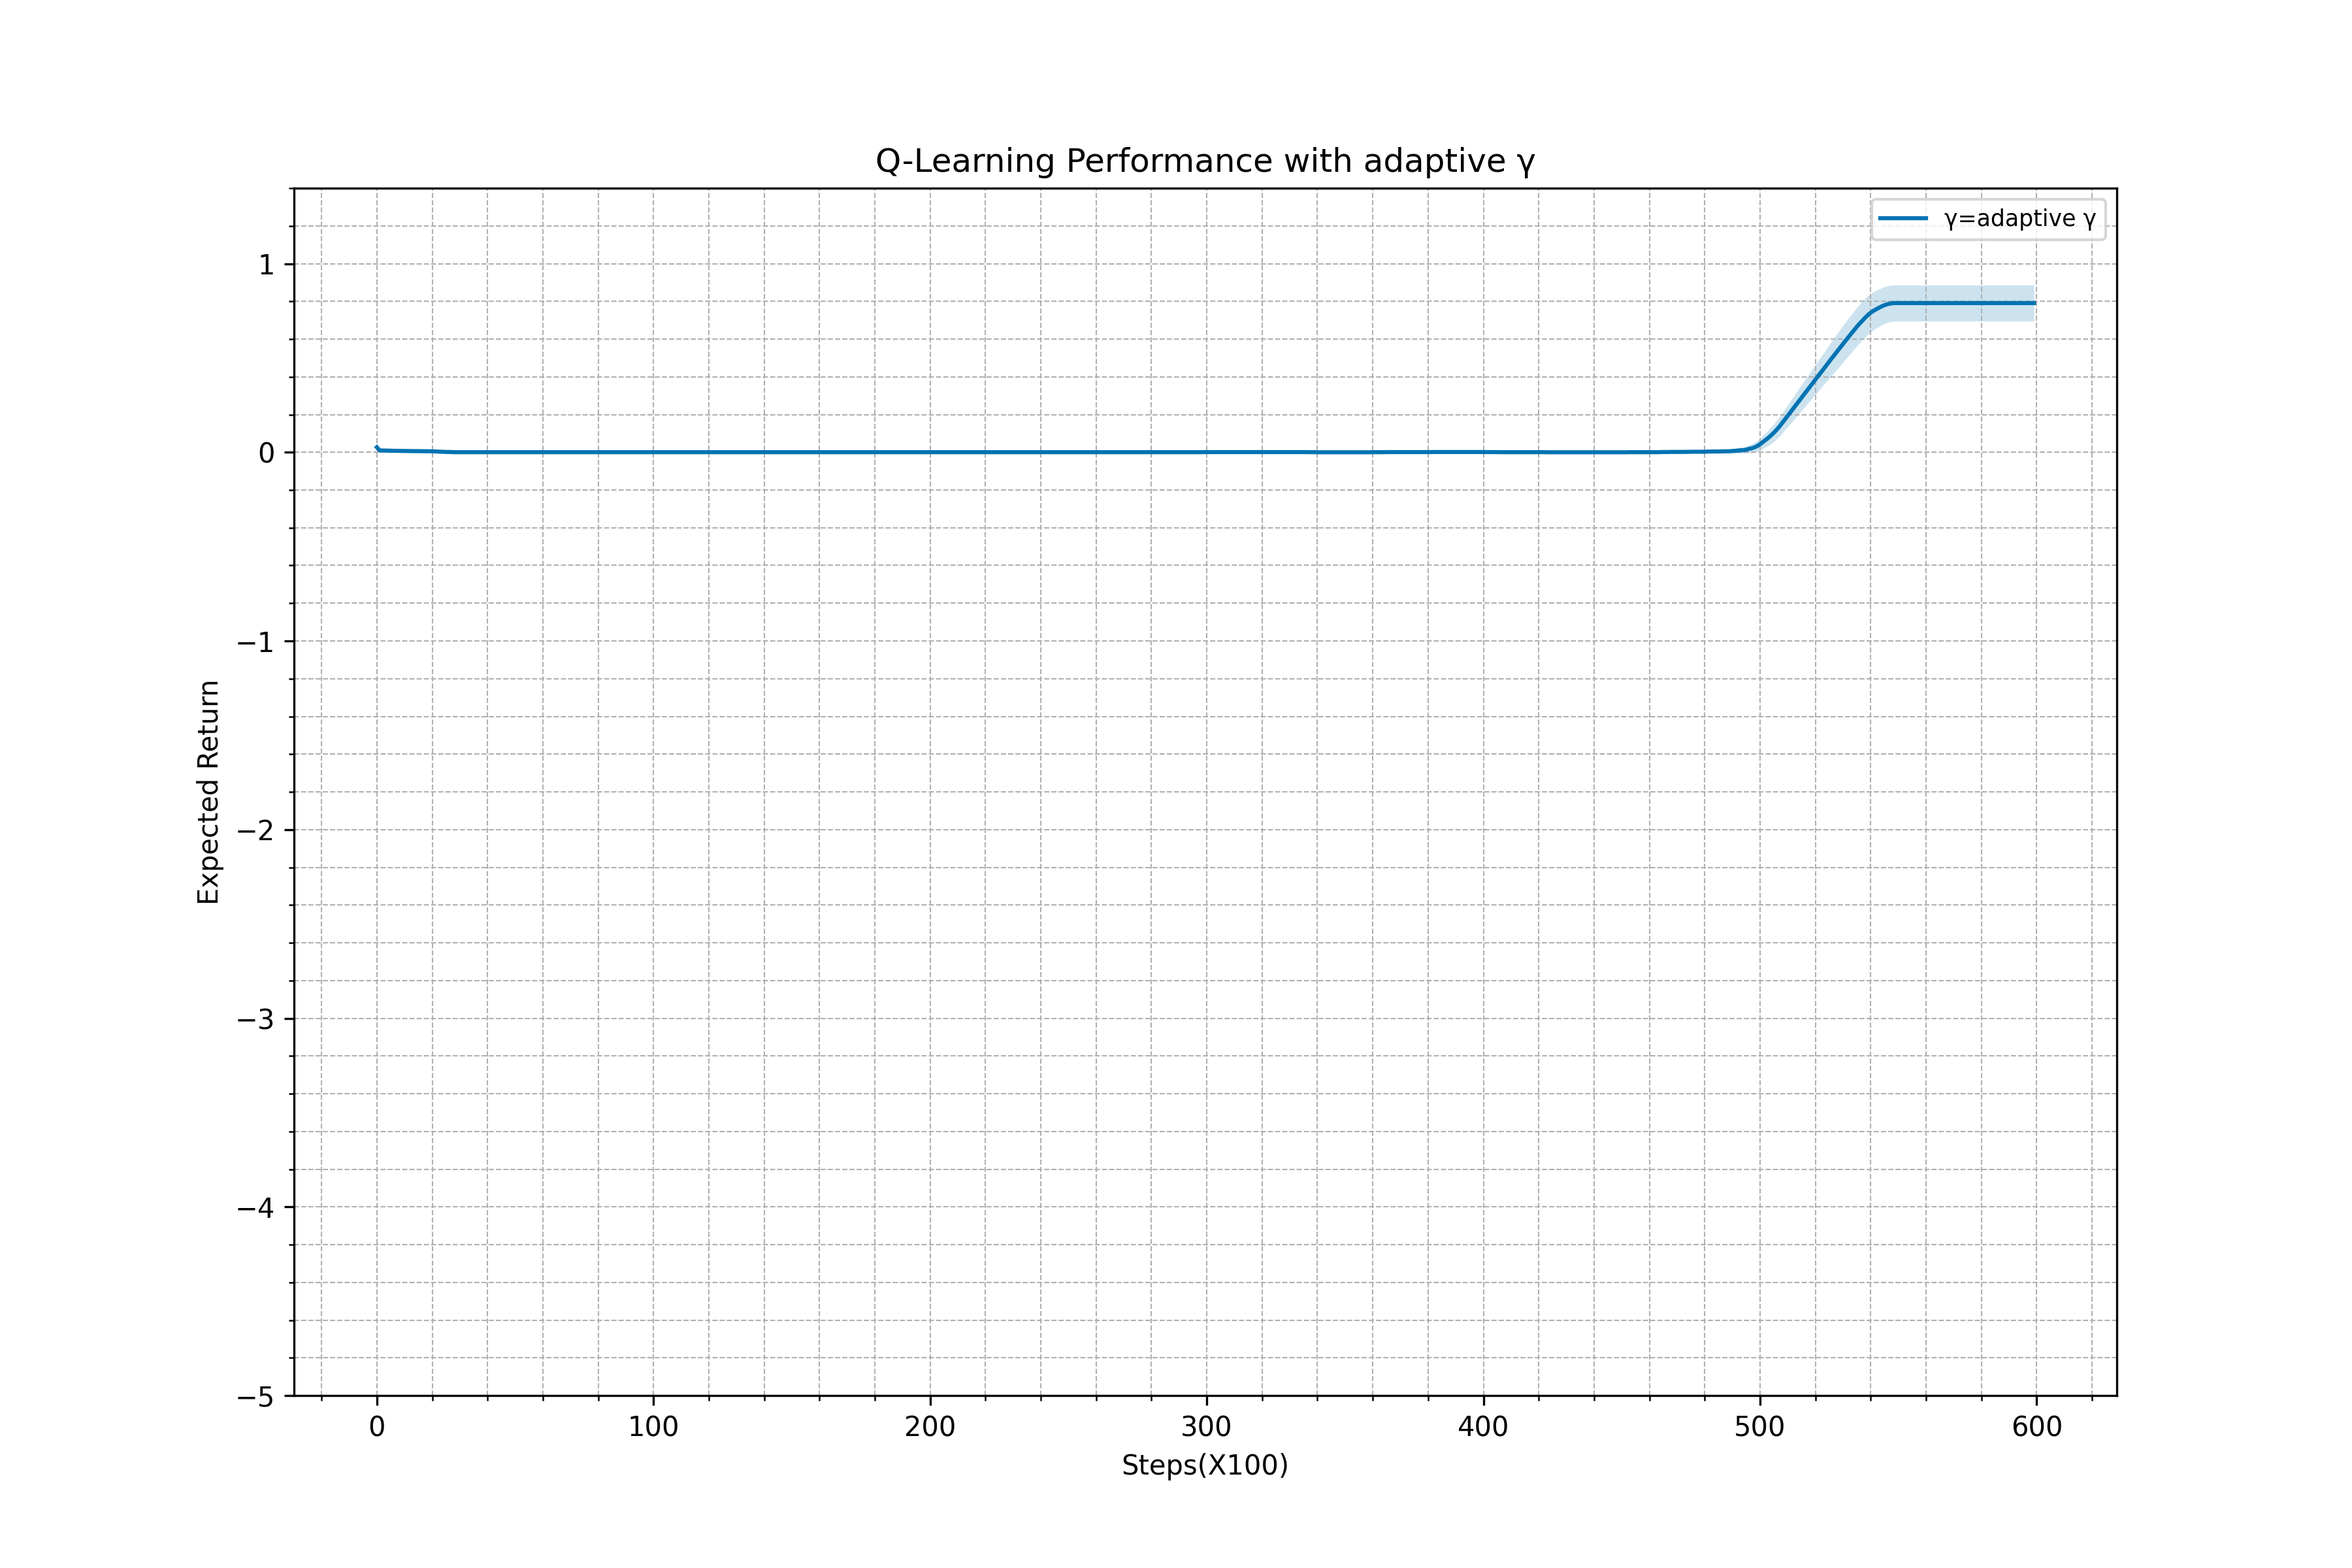 Q-Learning Performance with adaptive γ
γ=adaptive γ
1
0
−1
−2
−3
−4
−5
Expected Return
0 100 200 300 400 500 600
Steps(X100)